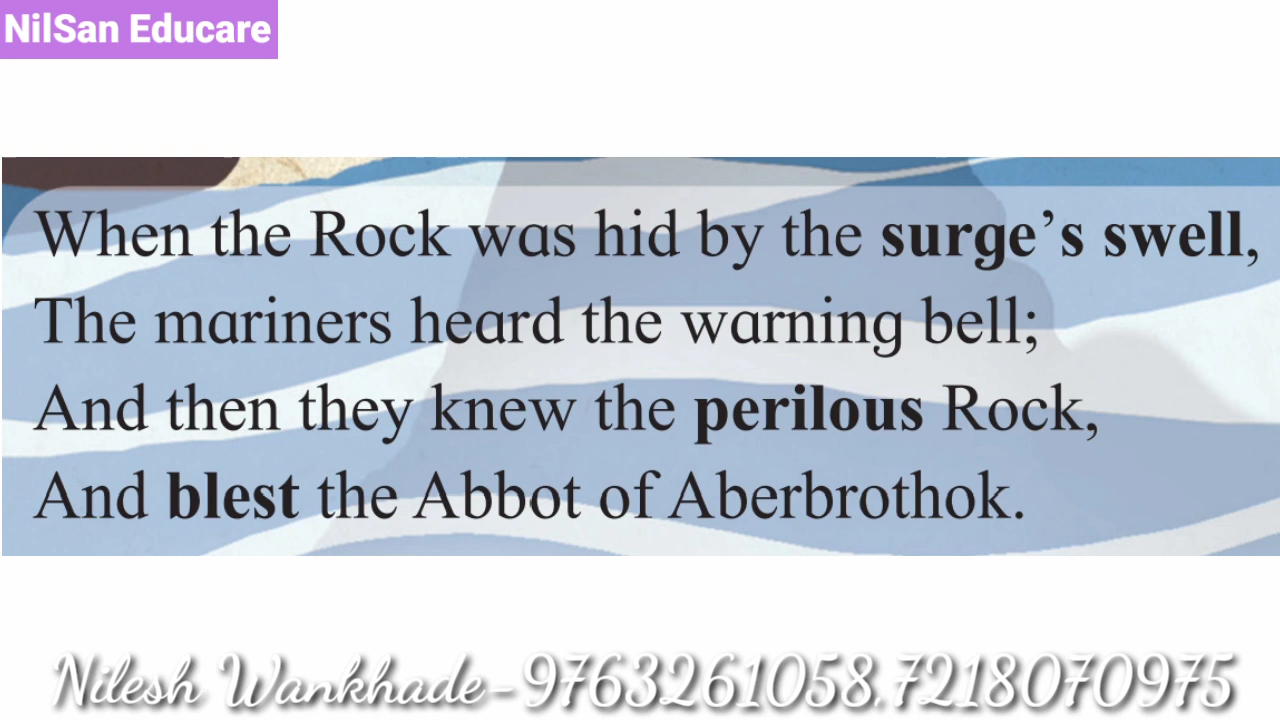 NilSan Educare
When the Rock was hid by the surge's swell,
The mariners heard the warning bell;
And then they knew the perilous Rock,
And blest the Abbot of Aberbrothok.
Nilesh Wankhade-9763261058,7218070975